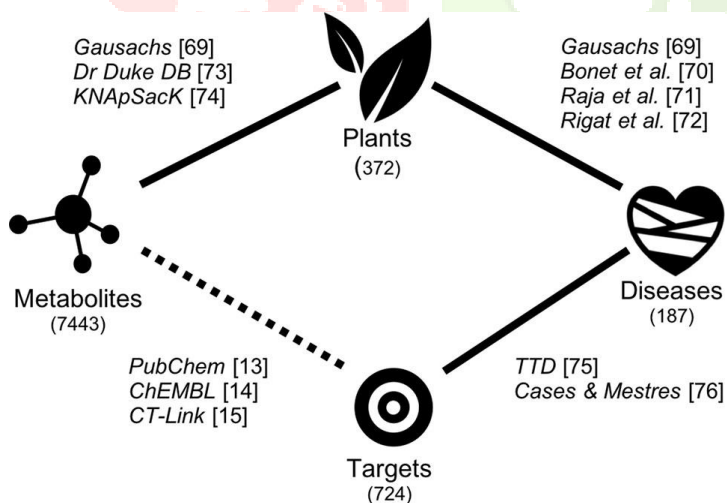 Gausachs [69]
Dr Duke DB [73]
KNApSacK [74]
Gausachs [69]
Bonet et al. [70]
Raja et al. [71]
Rigat et al. [72]
Plants
(372)
Metabolites
(7443)
Diseases
(187)
PubChem [13]
ChEMBL [14]
CT-Link [15]
TTD [75]
Cases & Mestres [76]
Targets
(724)